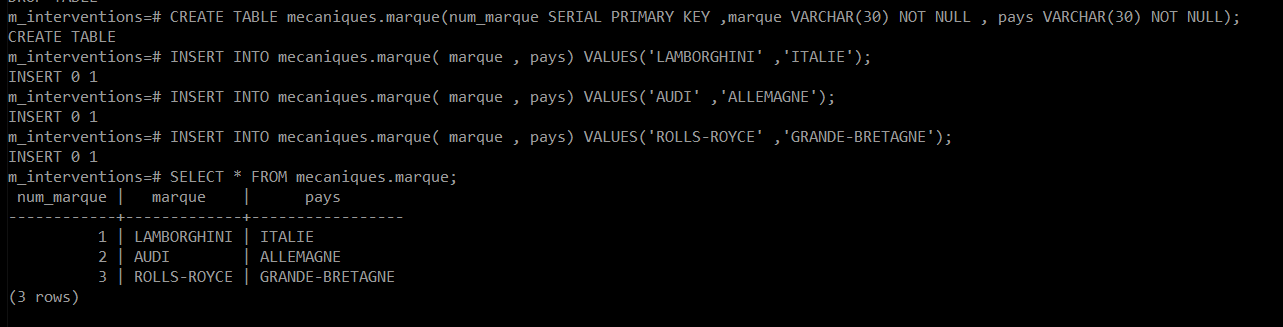 DROP TABLE
m_interventions=# CREATE TABLE mecaniques.marque(num_marque SERIAL PRIMARY KEY ,marque VARCHAR(30) NOT NULL , pays VARCHAR(30) NOT NULL);
CREATE TABLE
m_interventions=# INSERT INTO mecaniques.marque( marque , pays) VALUES('LAMBORGHINI' ,'ITALIE');
INSERT 0 1
m_interventions=# INSERT INTO mecaniques.marque( marque , pays) VALUES('AUDI' ,'ALLEMAGNE');
INSERT 0 1
m_interventions=# INSERT INTO mecaniques.marque( marque , pays) VALUES('ROLLS-ROYCE' ,'GRANDE-BRETAGNE');
INSERT 0 1
m_interventions=# SELECT * FROM mecaniques.marque;
 num_marque |   marque    |      pays
------------+-------------+-----------------
          1 | LAMBORGHINI | ITALIE
          2 | AUDI        | ALLEMAGNE
          3 | ROLLS-ROYCE | GRANDE-BRETAGNE
(3 rows)